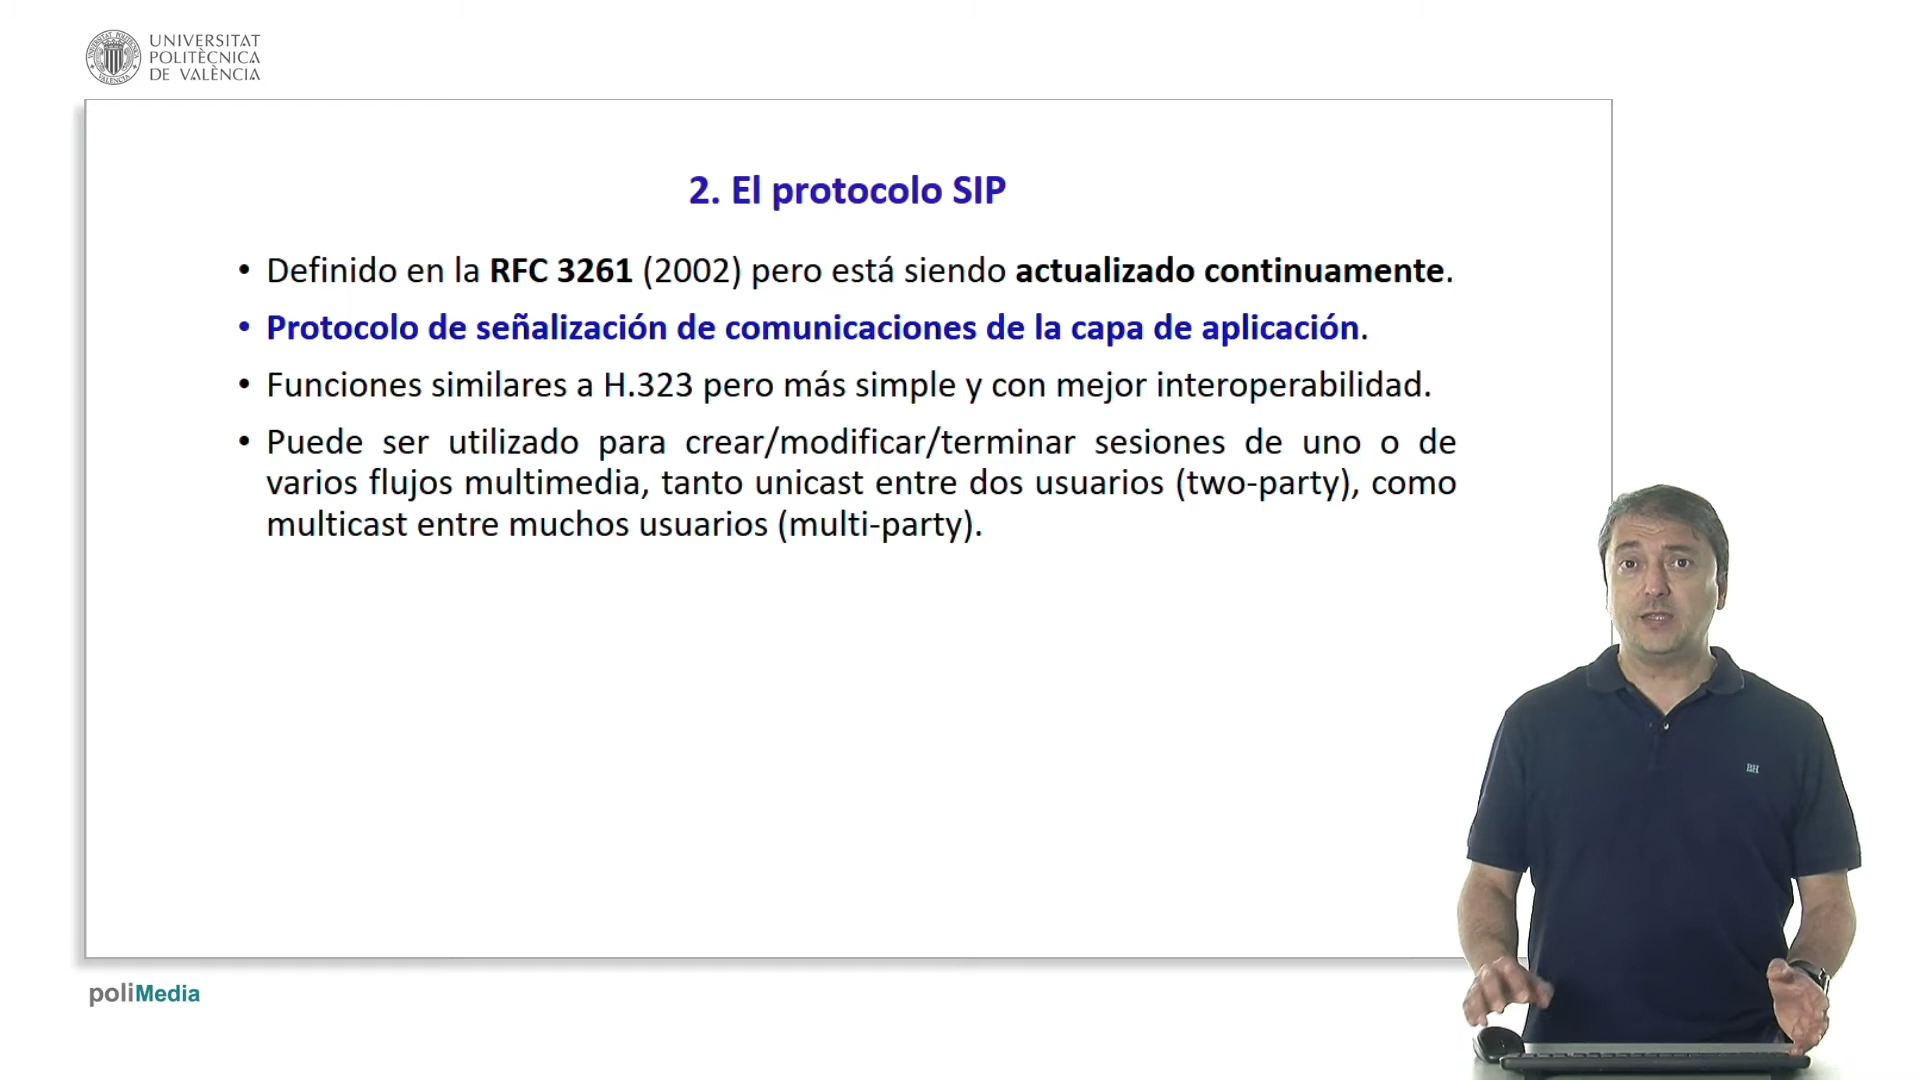 UNIVERSITAT
POLITÈCNICA
DE VALÈNCIA
2. El protocolo SIP
• Definido en la RFC 3261 (2002) pero está siendo actualizado continuamente.
• Protocolo de señalización de comunicaciones de la capa de aplicación.
• Funciones similares a H.323 pero más simple y con mejor interoperabilidad.
• Puede ser utilizado para crear/modificar/terminar sesiones de uno o de
varios flujos multimedia, tanto unicast entre dos usuarios (two-party), como
multicast entre muchos usuarios (multi-party).
BH
poliMedia